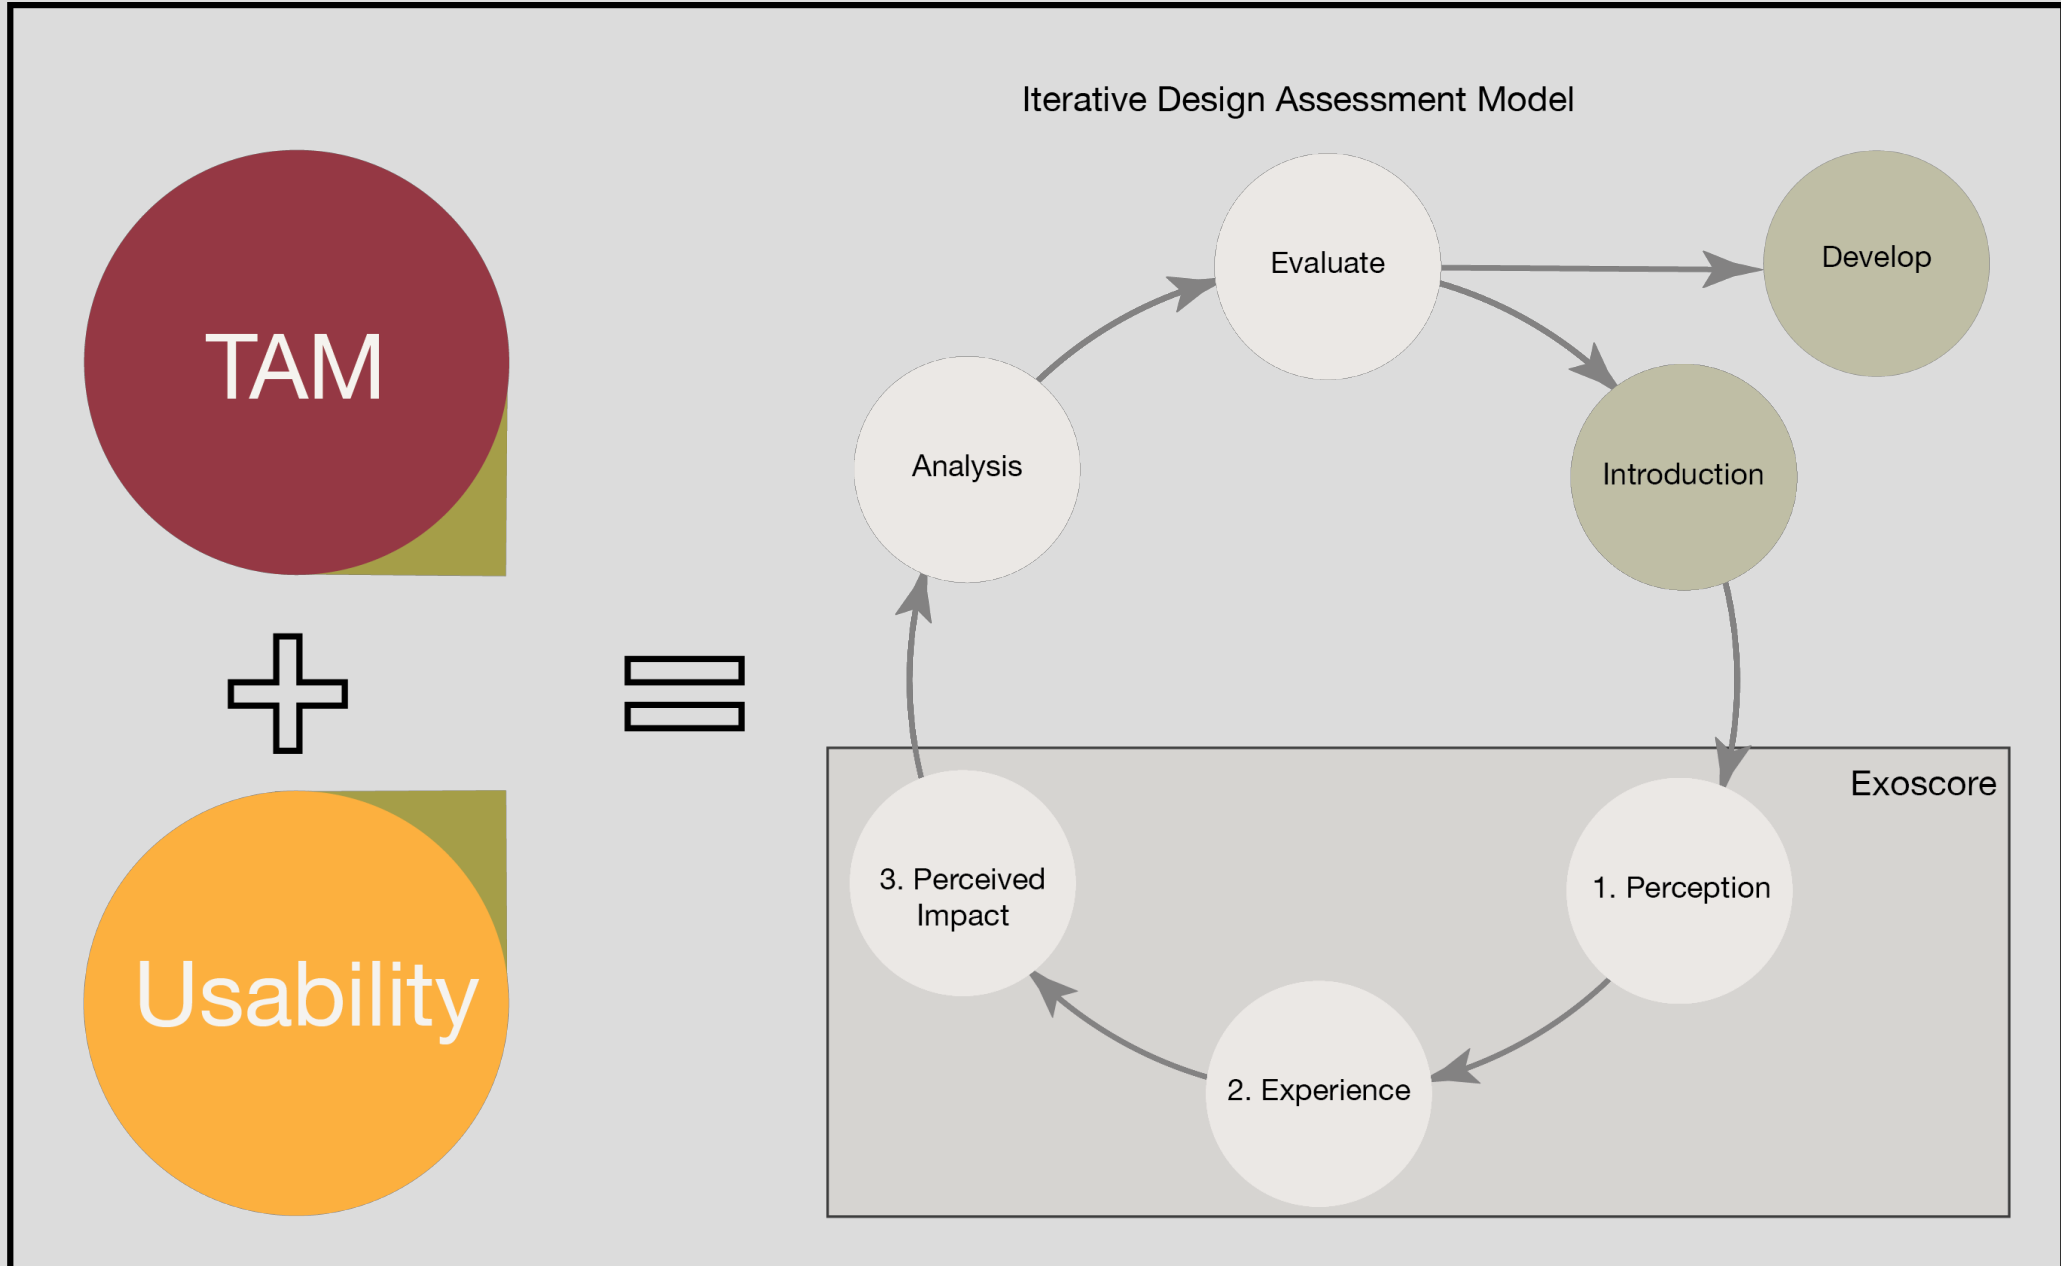 Iterative Design Assessment Model
TAM
Usability
Evaluate
Develop
Analysis
Introduction
Exoscore
3. Perceived
Impact
1. Perception
2. Experience